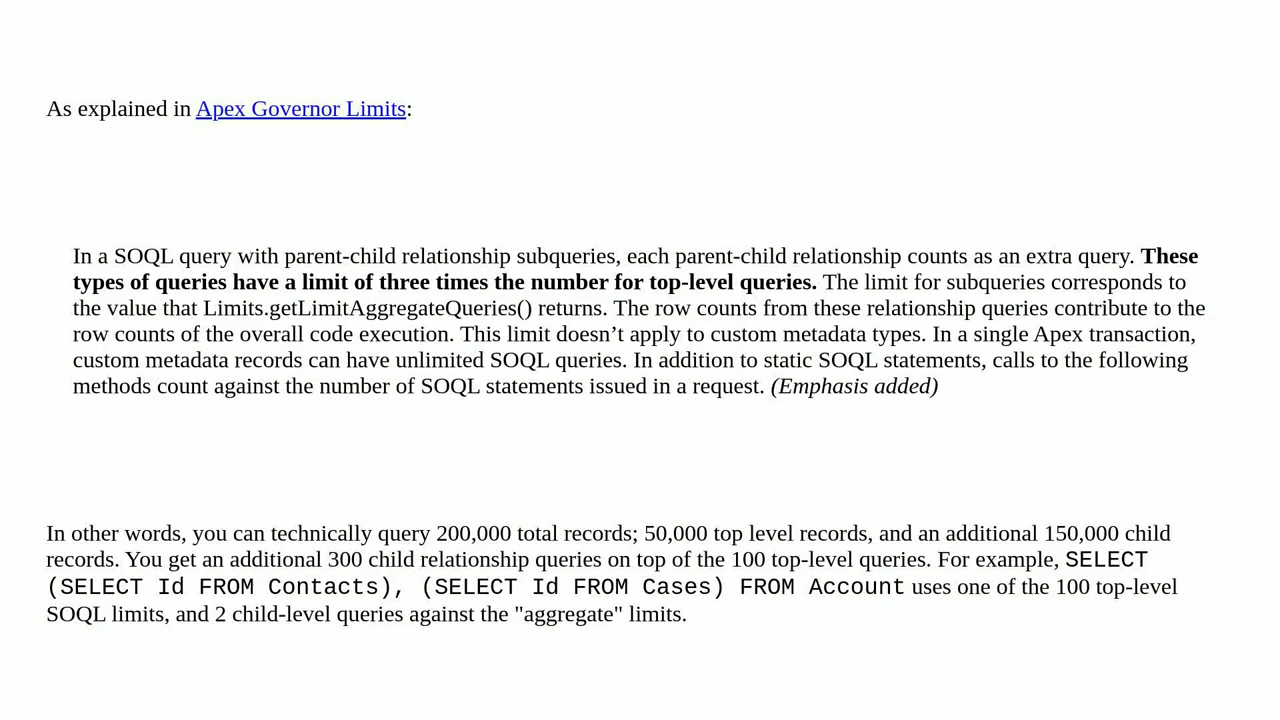 As explained in Apex Governor Limits:
In a SOQL query with parent-child relationship subqueries, each parent-child relationship counts as an extra query. These
types of queries have a limit of three times the number for top-level queries. The limit for subqueries corresponds to
the value that Limits.getLimitAggregateQueries() returns. The row counts from these relationship queries contribute to the
row counts of the overall code execution. This limit doesn’t apply to custom metadata types. In a single Apex transaction,
custom metadata records can have unlimited SOQL queries. In addition to static SOQL statements, calls to the following
methods count against the number of SOQL statements issued in a request. (Emphasis added)
In other words, you can technically query 200,000 total records; 50,000 top level records, and an additional 150,000 child
records. You get an additional 300 child relationship queries on top of the 100 top-level queries. For example, SELECT
(SELECT Id FROM Contacts), (SELECT Id FROM Cases) FROM Account uses one of the 100 top-level
SOQL limits, and 2 child-level queries against the "aggregate" limits.